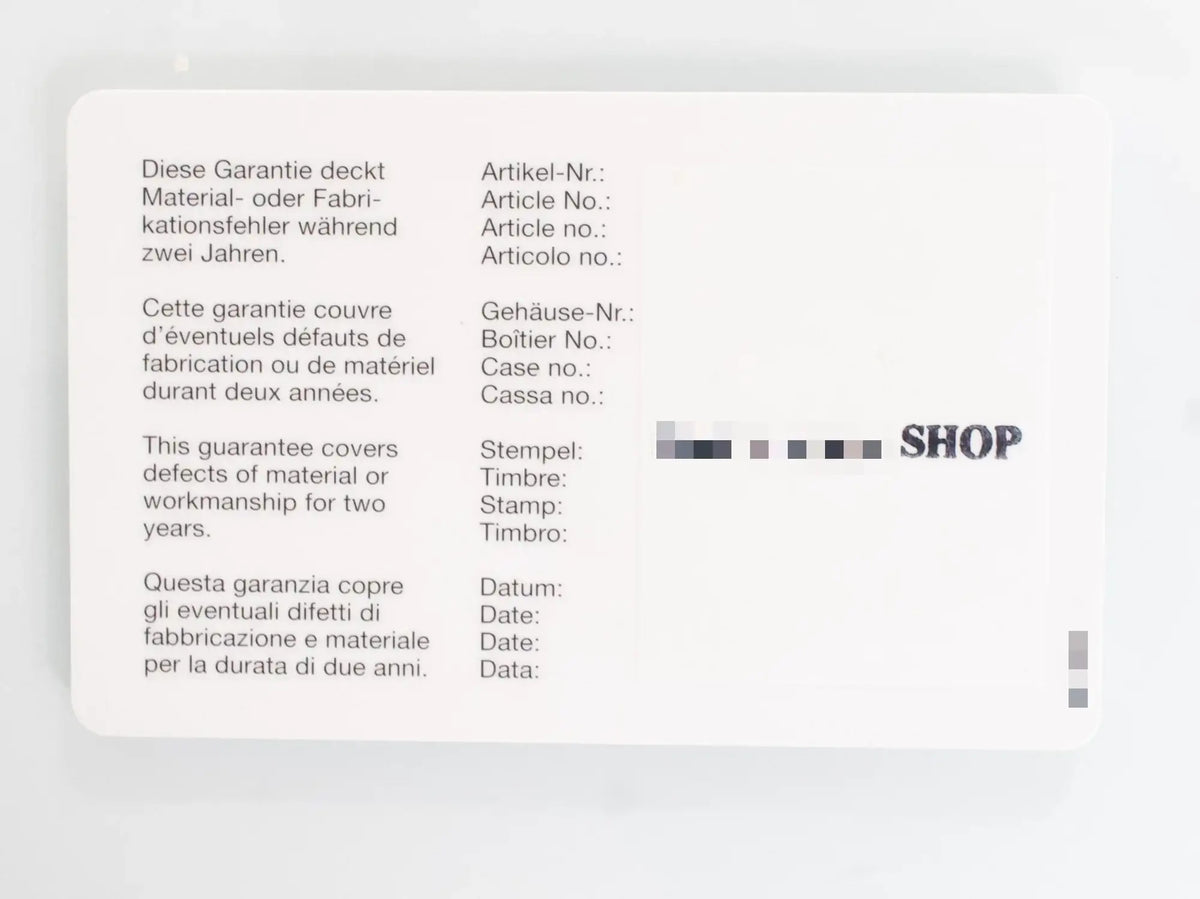 Diese Garantie deckt
Material- oder Fabri-
kationsfehler während
zwei Jahren.
Cette garantie couvre
d'éventuels défauts de
fabrication ou de matériel
durant deux années.
This guarantee covers
defects of material or
workmanship for two
years.
Questa garanzia copre
gli eventuali difetti di
fabbricazione e materiale
per la durata di due anni.
Artikel-Nr.:
Article No.:
Article no.:
Articolo no.:
Gehäuse-Nr.:
Boîtier No.:
Case no.:
Cassa no.:
Stempel:
Timbre:
Stamp:
Timbro:
Datum:
Date:
Date:
Data:
SHOP